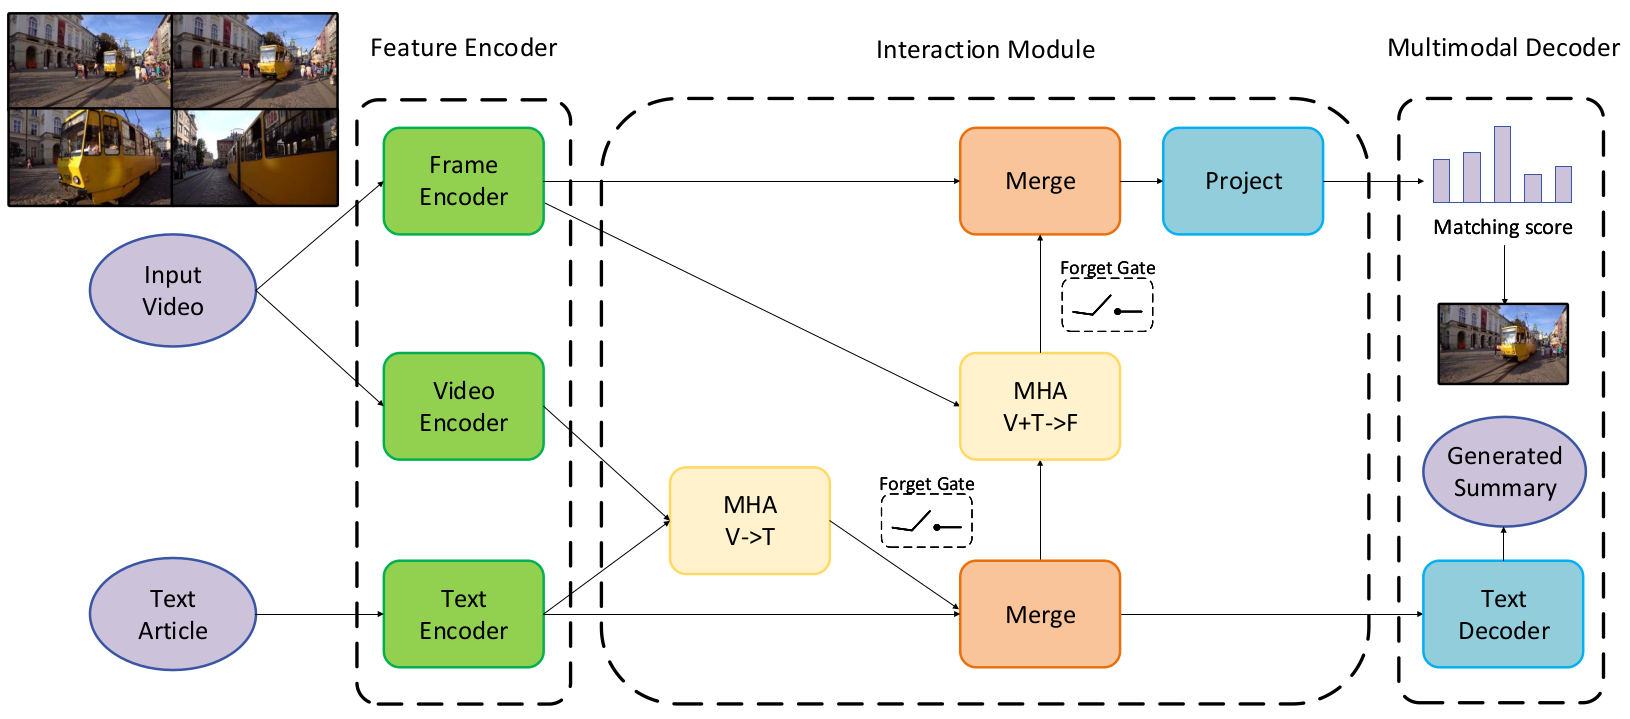 Feature Encoder
Interaction Module
Multimodal Decoder
Frame
Encoder
Merge
Project
Matching score
Input
Video
Forget Gate
Video
Encoder
MHA
V+T->F
Generated
Summary
Forget Gate
MHA
V->T
Text
Article
Text
Encoder
Merge
Text
Decoder